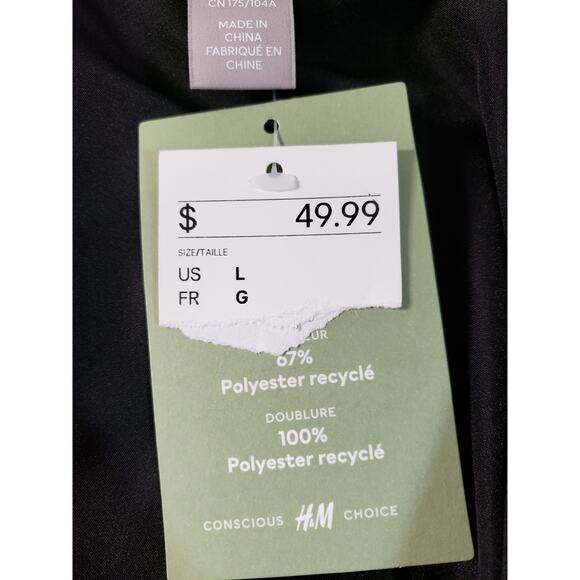 CN 175/104A
MADE IN
CHINA
FABRIQUÉ EN
CHINE
$ 49.99
SIZE/TAILLE
US L
FR G
67%
Polyester recyclé
DOUBLURE
100%
Polyester recyclé
CONSCIOUS H&M CHOICE